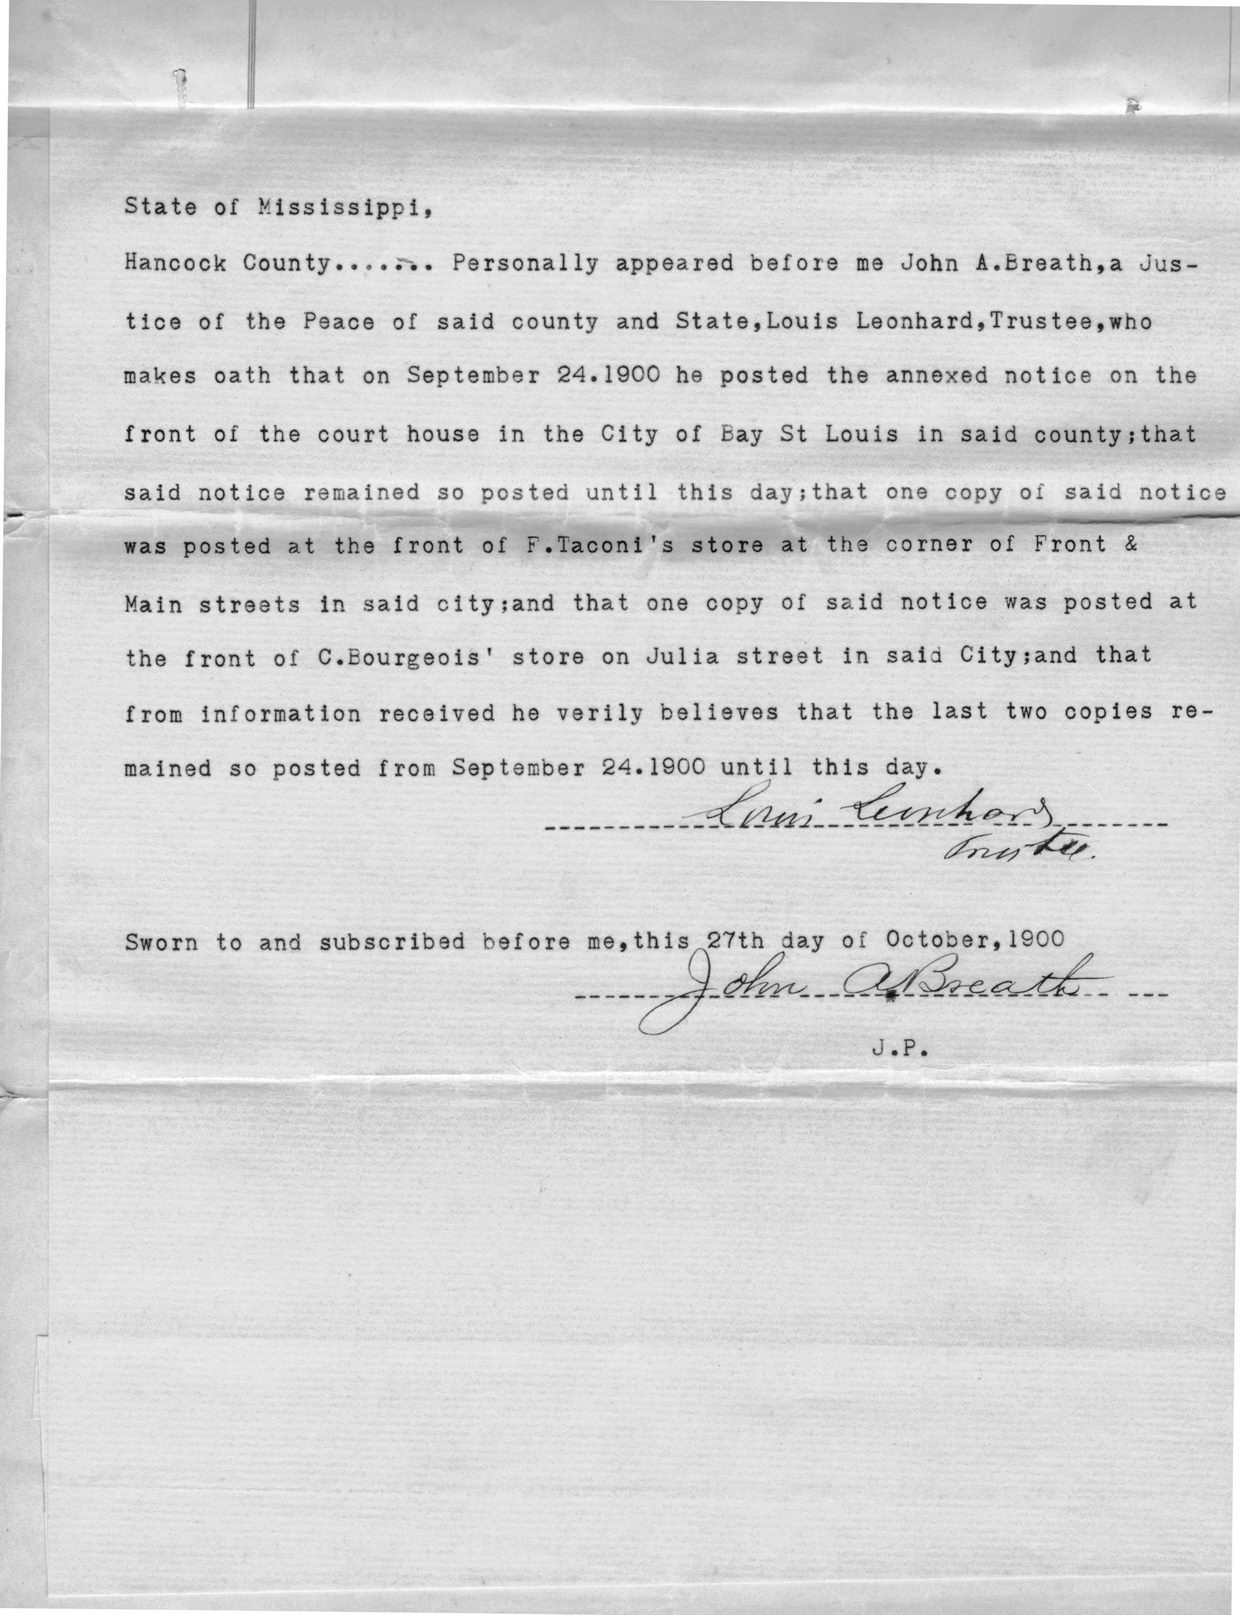 State of Mississippi,
Hancock County....... Personally appeared before me John A.Breath,a Jus-
tice of the Peace of said county and State,Louis Leonhard,Trustee,who
makes oath that on September 24.1900 he posted the annexed notice on the
front of the court house in the City of Bay St Louis in said county;that
said notice remained so posted until this day;that one copy of said notice
was posted at the front of F.Taconi's store at the corner of Front &
Main streets in said city;and that one copy of said notice was posted at
the front of C.Bourgeois' store on Julia street in said City;and that
from information received he verily believes that the last two copies re-
mained so posted from September 24.1900 until this day.
Louis Leonhard
Trustee.
Sworn to and subscribed before me,this 27th day of October,1900
John A. Breath
J.P.